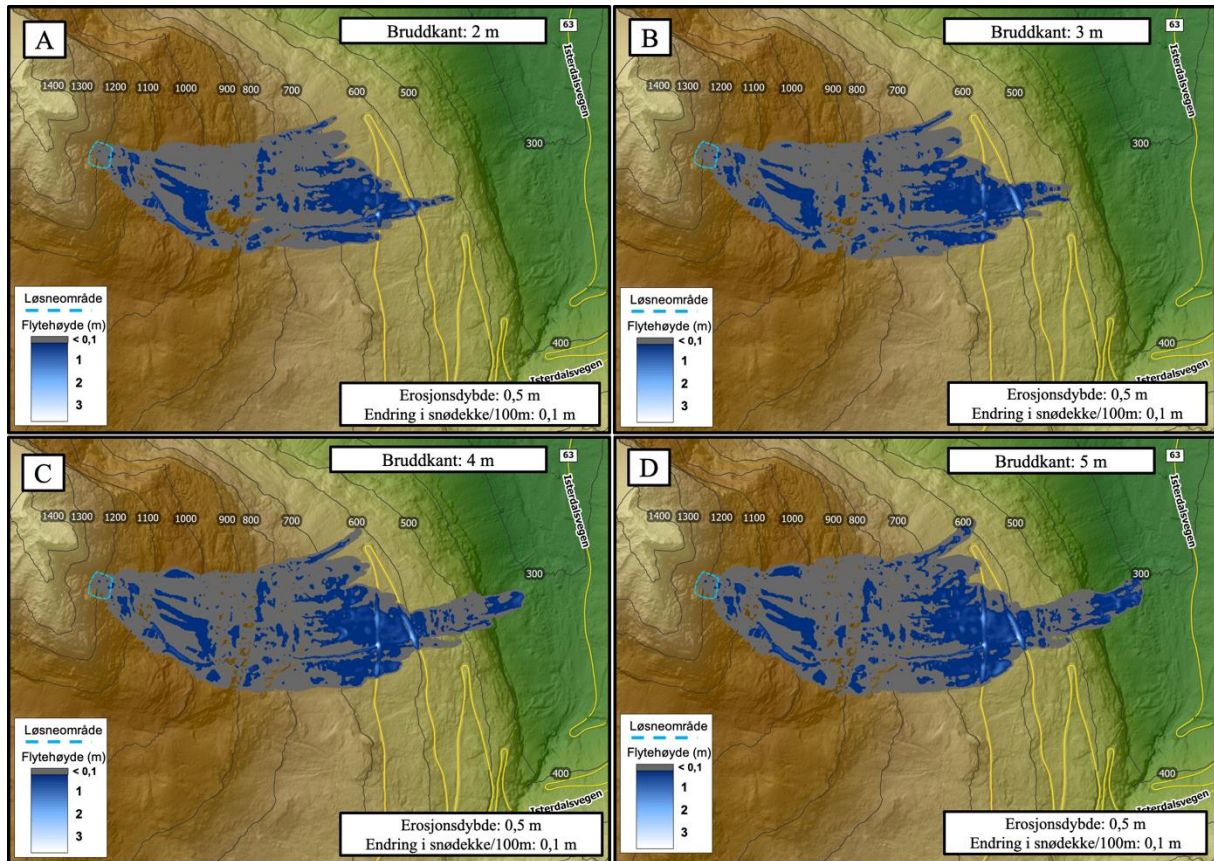 A
Bruddkant: 2 m
63
Isterdalsvegen
1400 1300 1200 1100 1000 900 800 700 600 500
300
400
Isterdalsvegen
Løsneområde
Flytehøyde (m)
< 0,1
1
2
3
Erosjonsdybde: 0,5 m
Endring i snødekke/100m: 0,1 m
B
Bruddkant: 3 m
63
Isterdalsvegen
1400 1300 1200 1100 1000 900 800 700 600 500
300
400
Isterdalsvegen
Løsneområde
Flytehøyde (m)
< 0,1
1
2
3
Erosjonsdybde: 0,5 m
Endring i snødekke/100m: 0,1 m
C
Bruddkant: 4 m
63
Isterdalsvegen
1400 1300 1200 1100 1000 900 800 700 600 500
300
400
Isterdalsvegen
Løsneområde
Flytehøyde (m)
< 0,1
1
2
3
Erosjonsdybde: 0,5 m
Endring i snødekke/100m: 0,1 m
D
Bruddkant: 5 m
63
Isterdalsvegen
1400 1300 1200 1100 1000 900 800 700 600 500
300
400
Isterdalsvegen
Løsneområde
Flytehøyde (m)
< 0,1
1
2
3
Erosjonsdybde: 0,5 m
Endring i snødekke/100m: 0,1 m